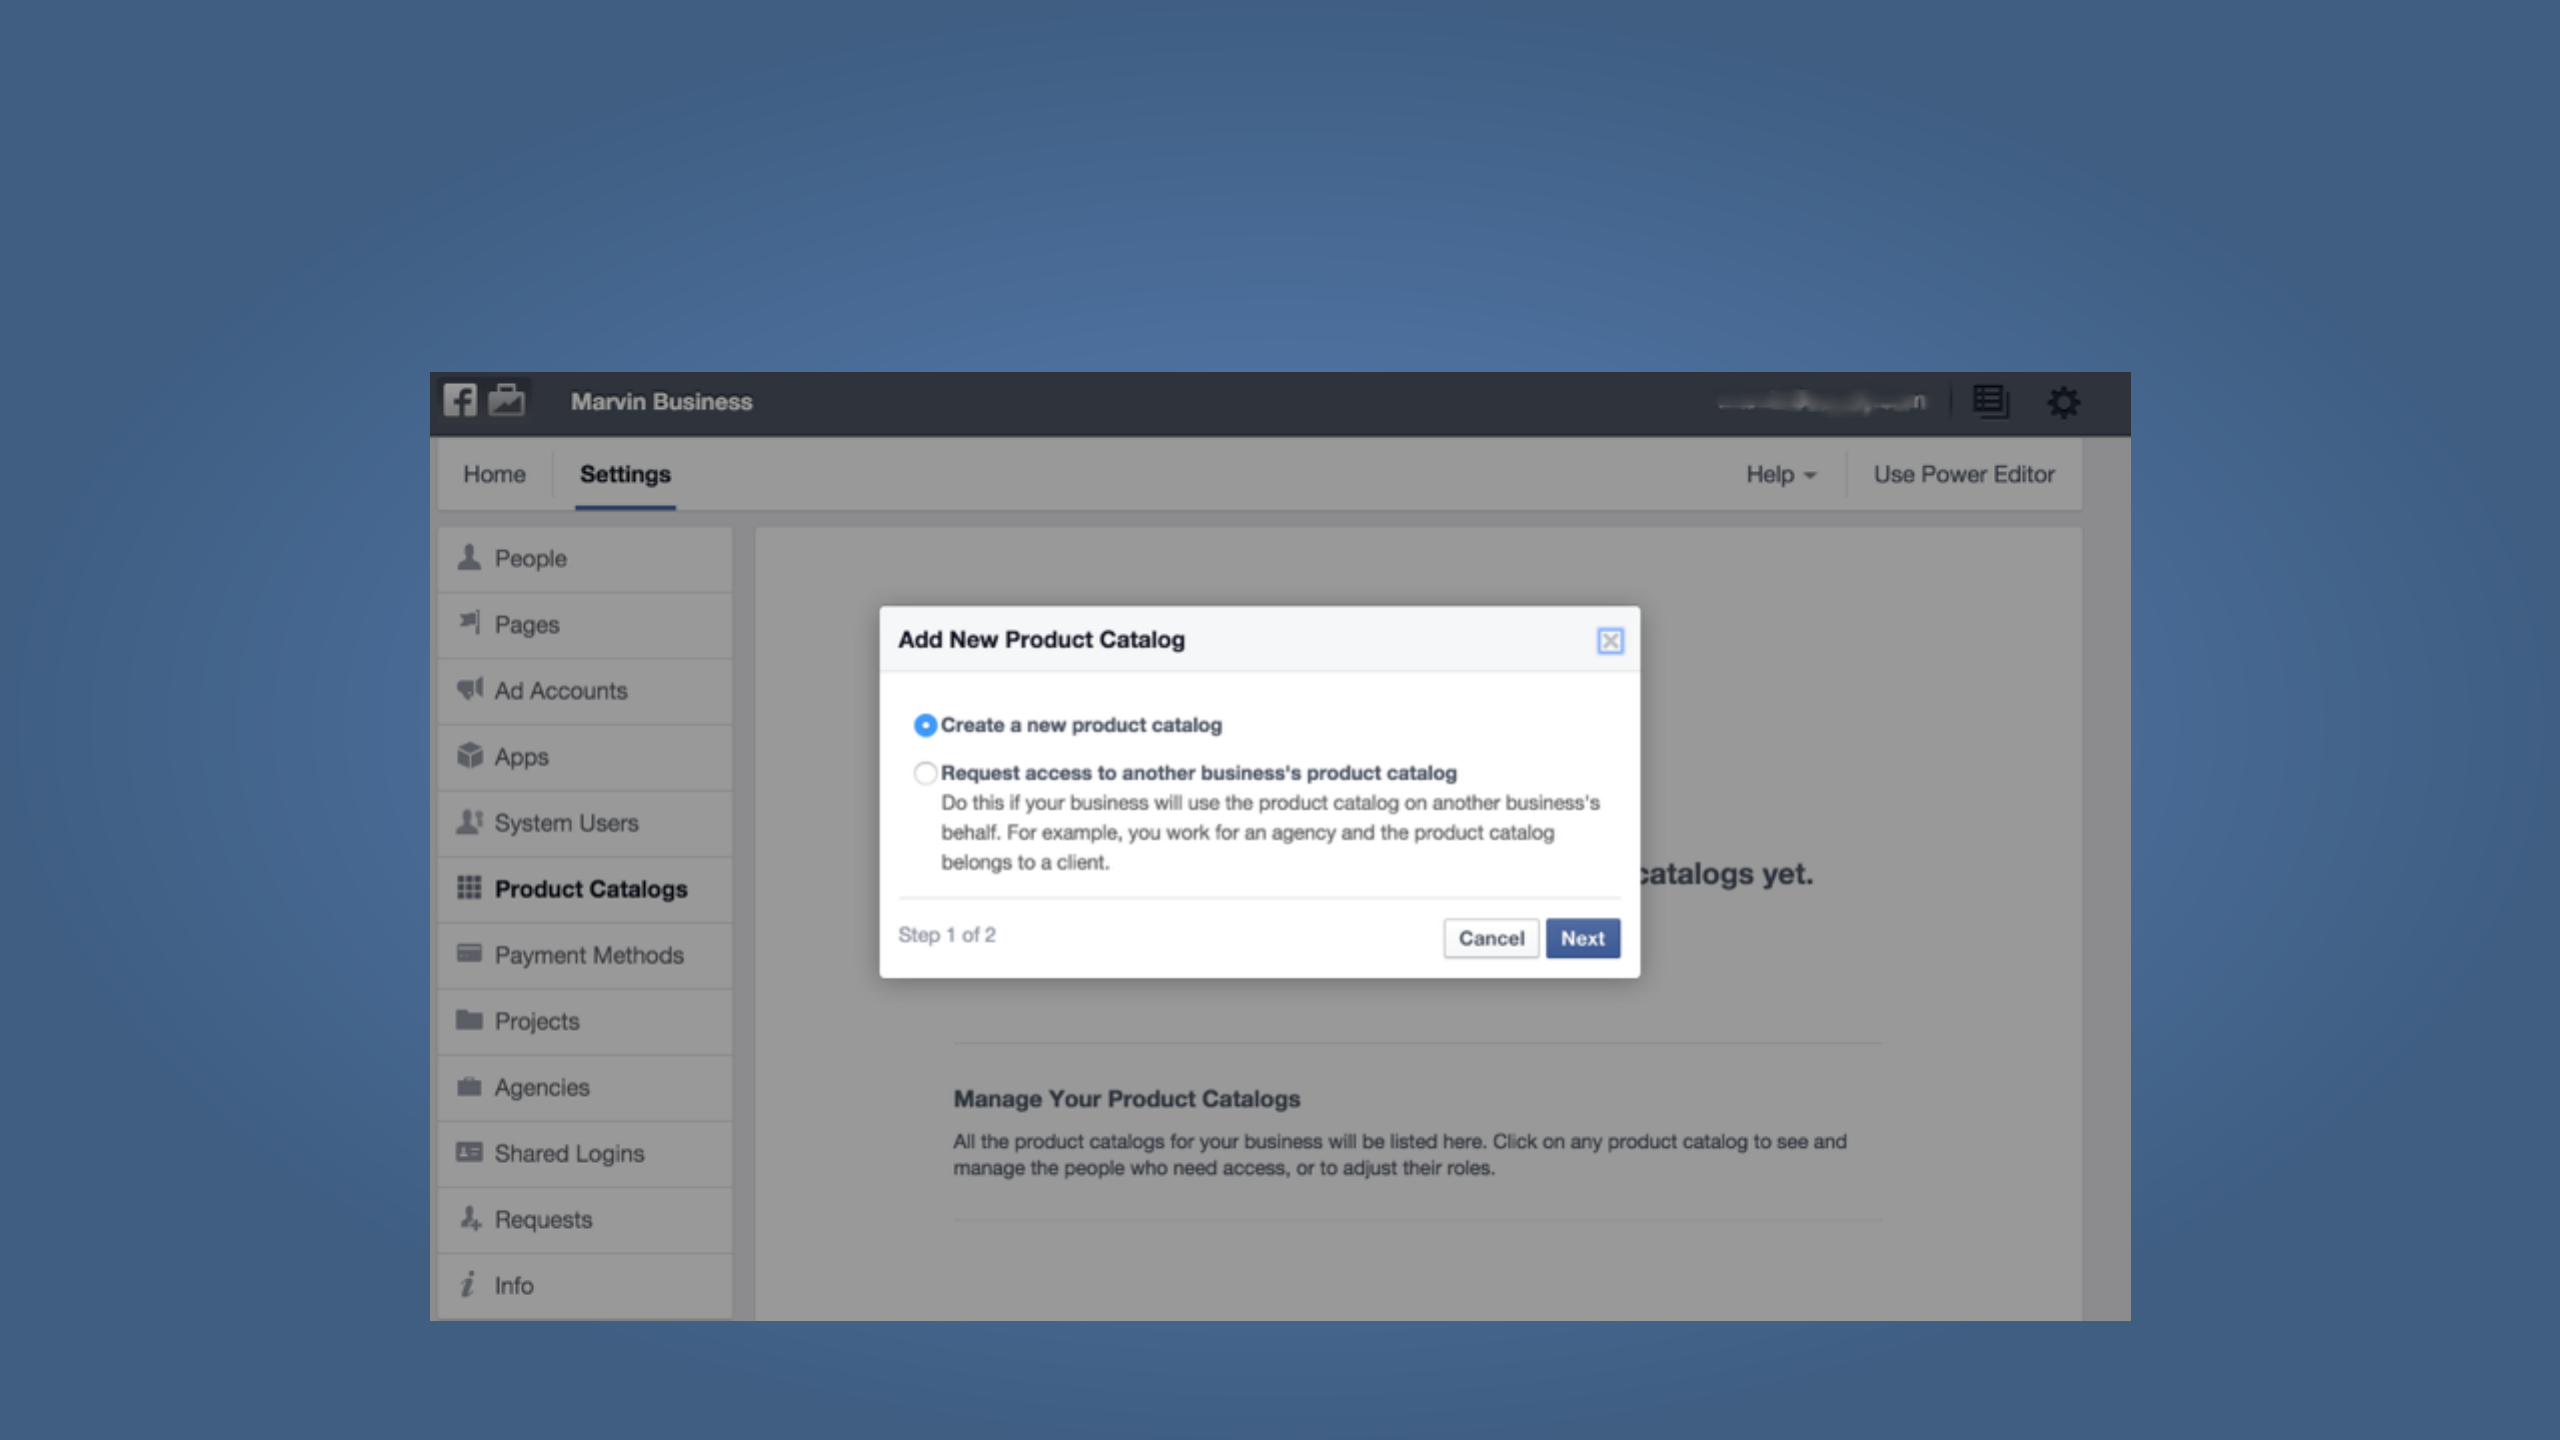 Marvin Business
Home
Settings
Help
Use Power Editor
People
Pages
Ad Accounts
Apps
System Users
Product Catalogs
Payment Methods
Projects
Agencies
Shared Logins
Requests
Info
Add New Product Catalog
Create a new product catalog
Request access to another business's product catalog
Do this if your business will use the product catalog on another business's
behalf. For example, you work for an agency and the product catalog
belongs to a client.
Step 1 of 2
Cancel
Next
catalogs yet.
Manage Your Product Catalogs
All the product catalogs for your business will be listed here. Click on any product catalog to see and
manage the people who need access, or to adjust their roles.